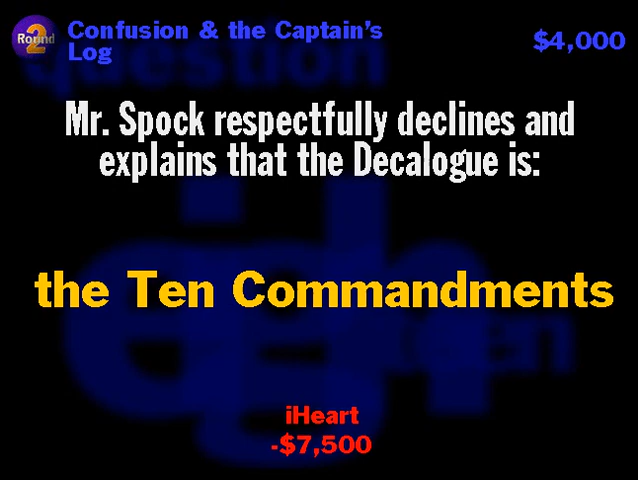 Round 2
Confusion & the Captain's
Log
$4,000
Mr. Spock respectfully declines and
explains that the Decalogue is:
the Ten Commandments
iHeart
-$7,500
question